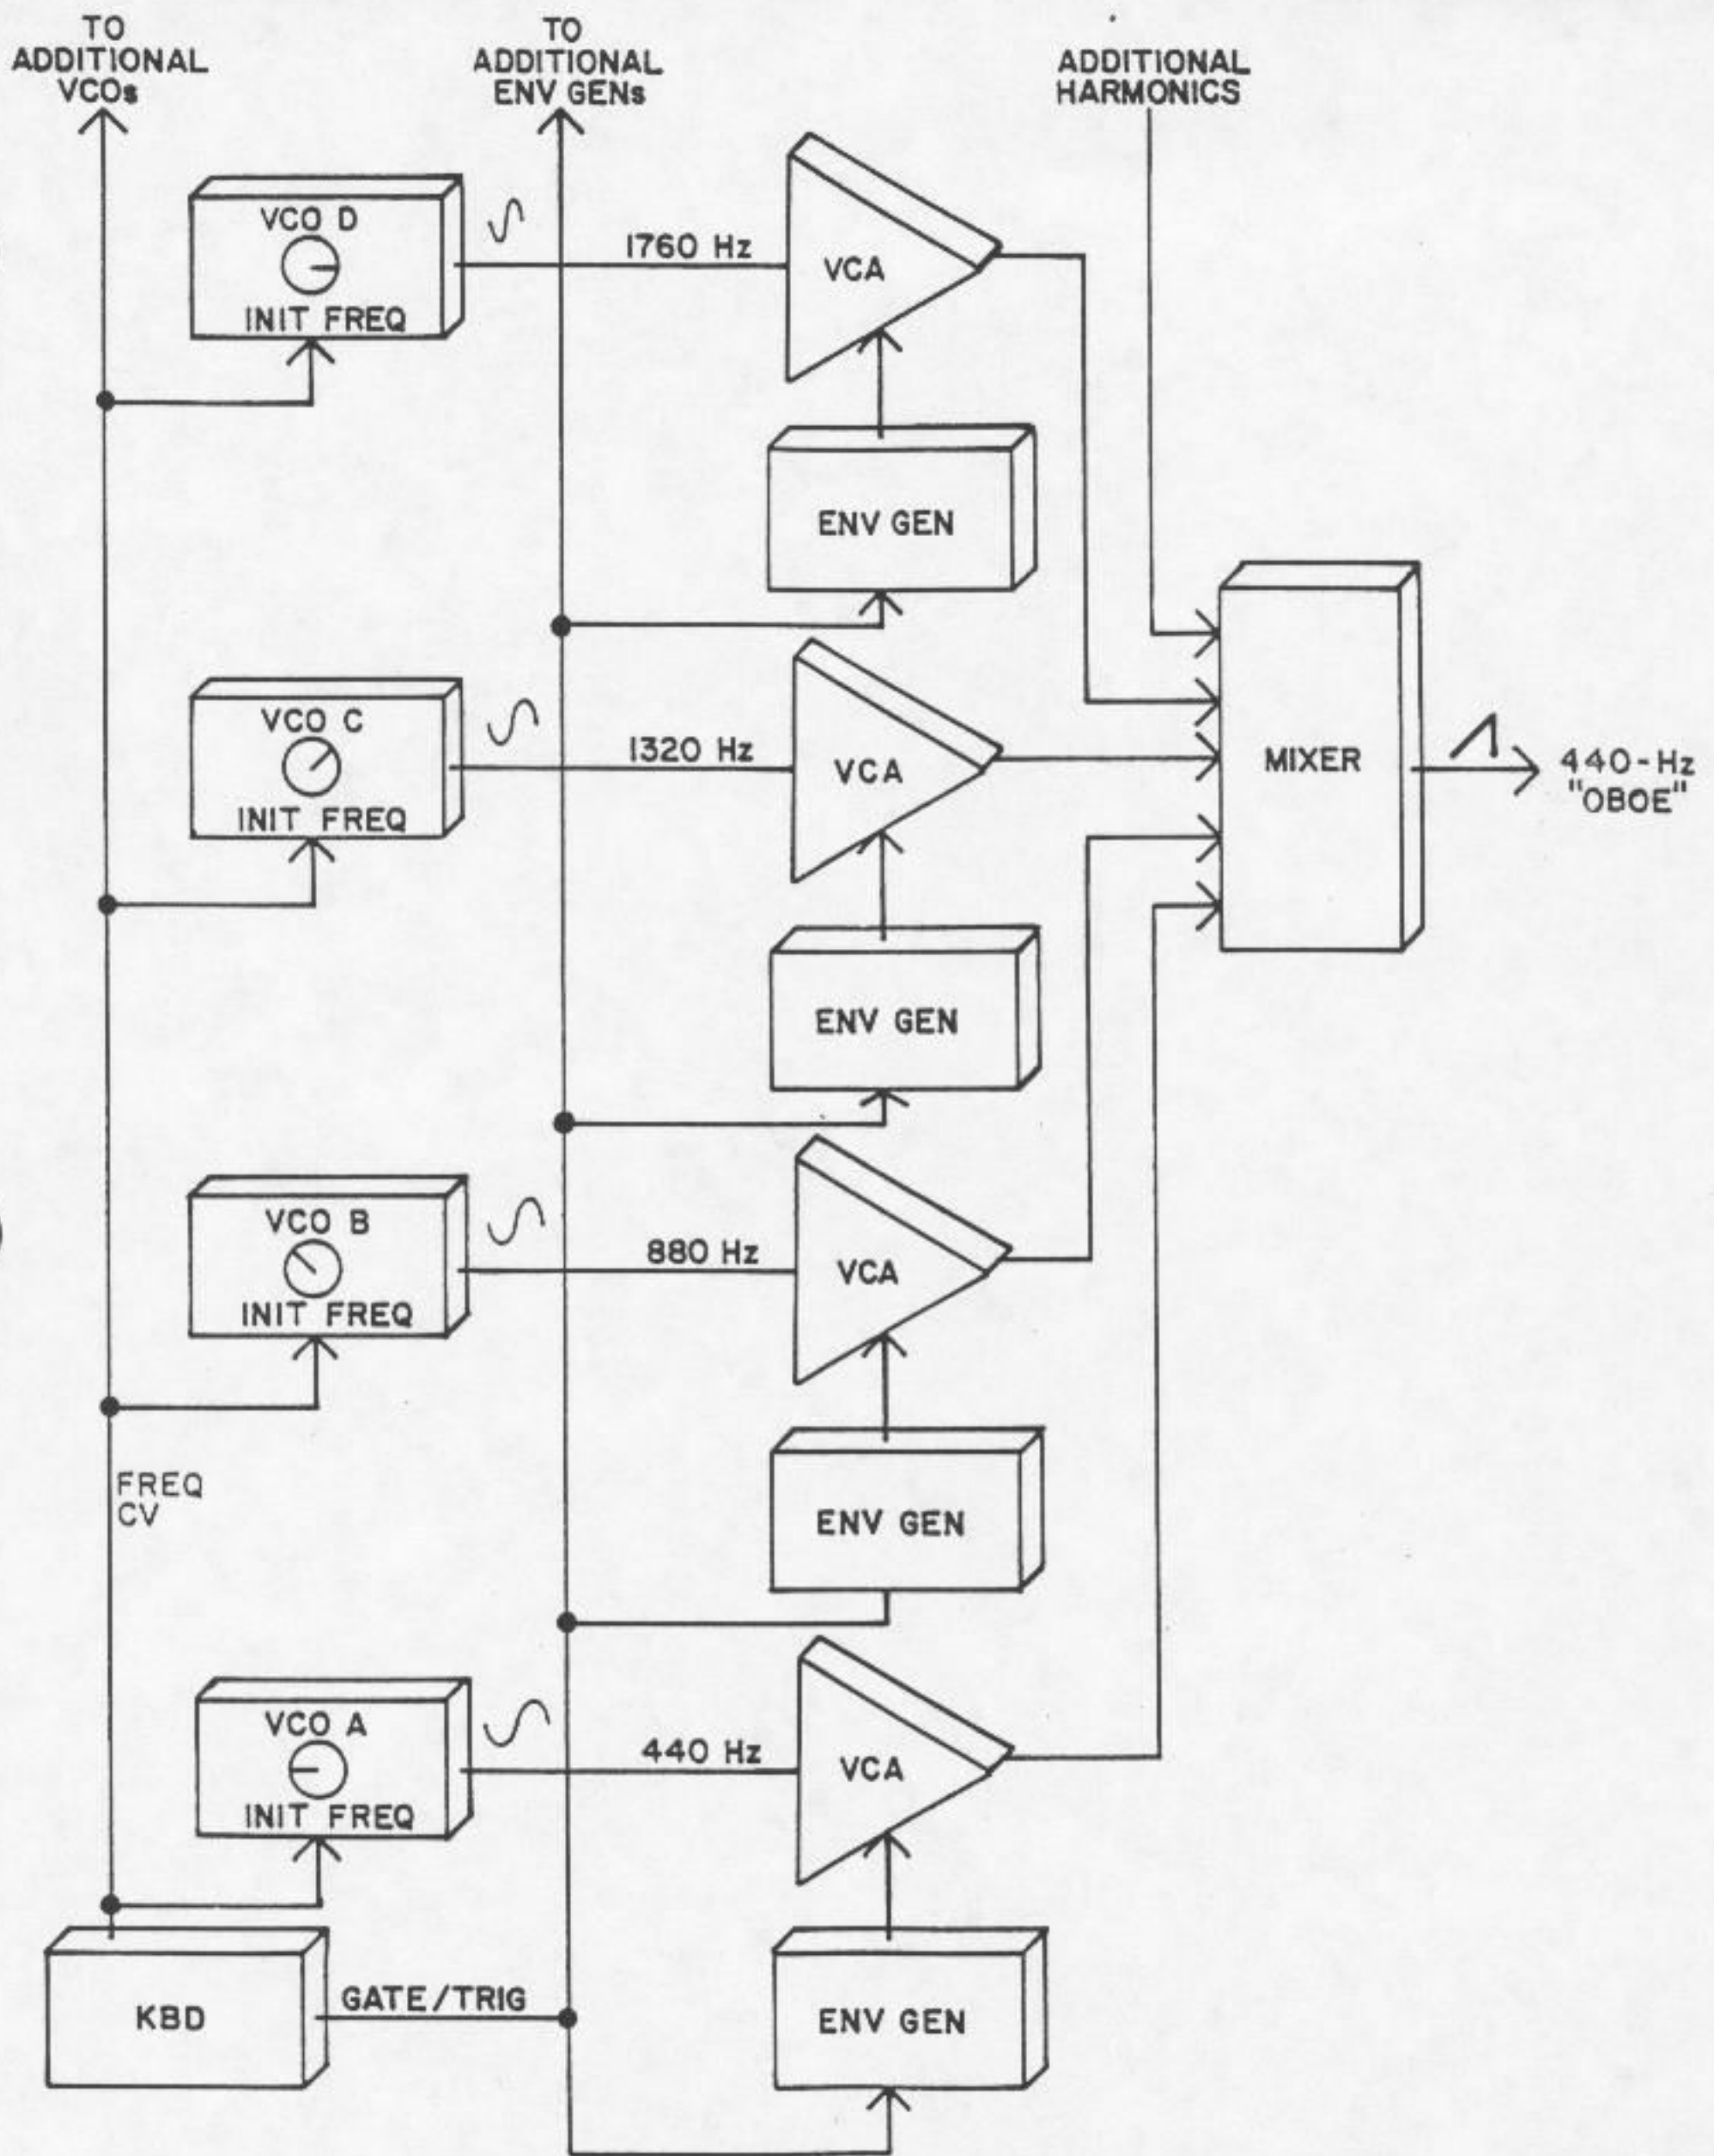 TO
ADDITIONAL
VCOs
TO
ADDITIONAL
ENV GENs
ADDITIONAL
HARMONICS
VCO D
INIT FREQ
1760 Hz
VCA
ENV GEN
VCO C
INIT FREQ
1320 Hz
VCA
MIXER
440-Hz
"OBOE"
ENV GEN
VCO B
INIT FREQ
880 Hz
VCA
FREQ
CV
ENV GEN
VCO A
INIT FREQ
440 Hz
VCA
KBD
GATE/TRIG
ENV GEN